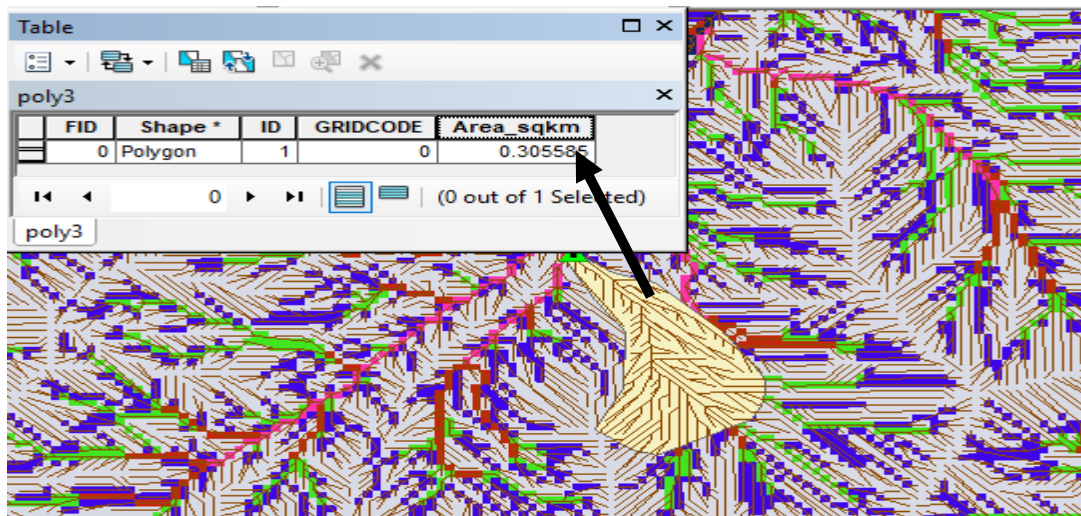 Table
poly3
FID Shape * ID GRIDCODE Area_sqkm
0 Polygon 1 0 0.305585
0 (0 out of 1 Selected)
poly3